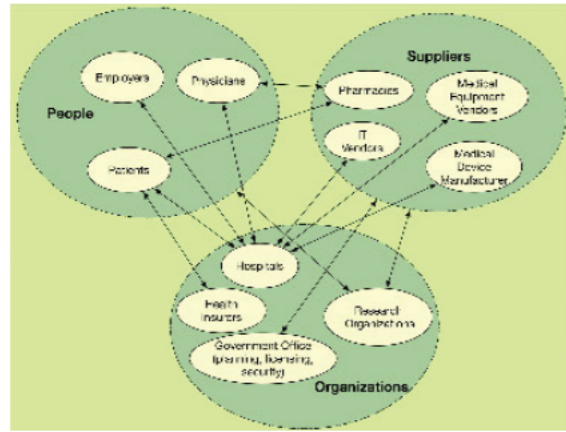 Suppliers
Employers
Physicians
Pharmacies
Medical
Equipment
Vendors
People
IT
Vendors
Patients
Medical
Device
Manufacturer
Hospitals
Health
Insurers
Research
Organizations
Government Office
(planning, licensing,
security)
Organizations